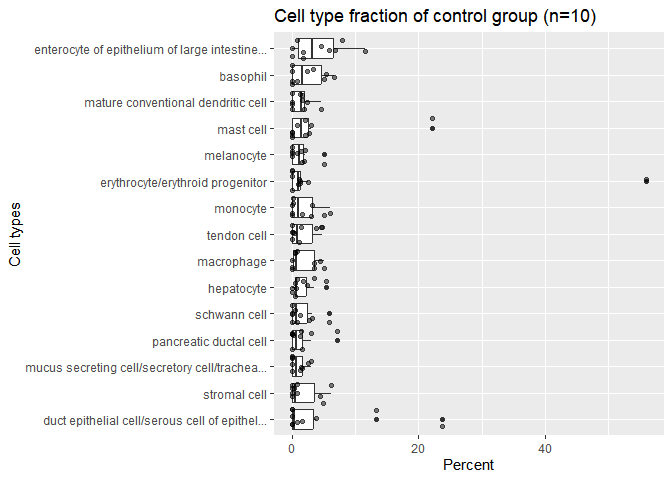 Cell type fraction of control group (n=10)
enterocyte of epithelium of large intestine...
basophil
mature conventional dendritic cell
mast cell
melanocyte
erythrocyte/erythroid progenitor
monocyte
tendon cell
macrophage
hepatocyte
schwann cell
pancreatic ductal cell
mucus secreting cell/secretory cell/trachea...
stromal cell
duct epithelial cell/serous cell of epithel...
Cell types
0 20 40
Percent